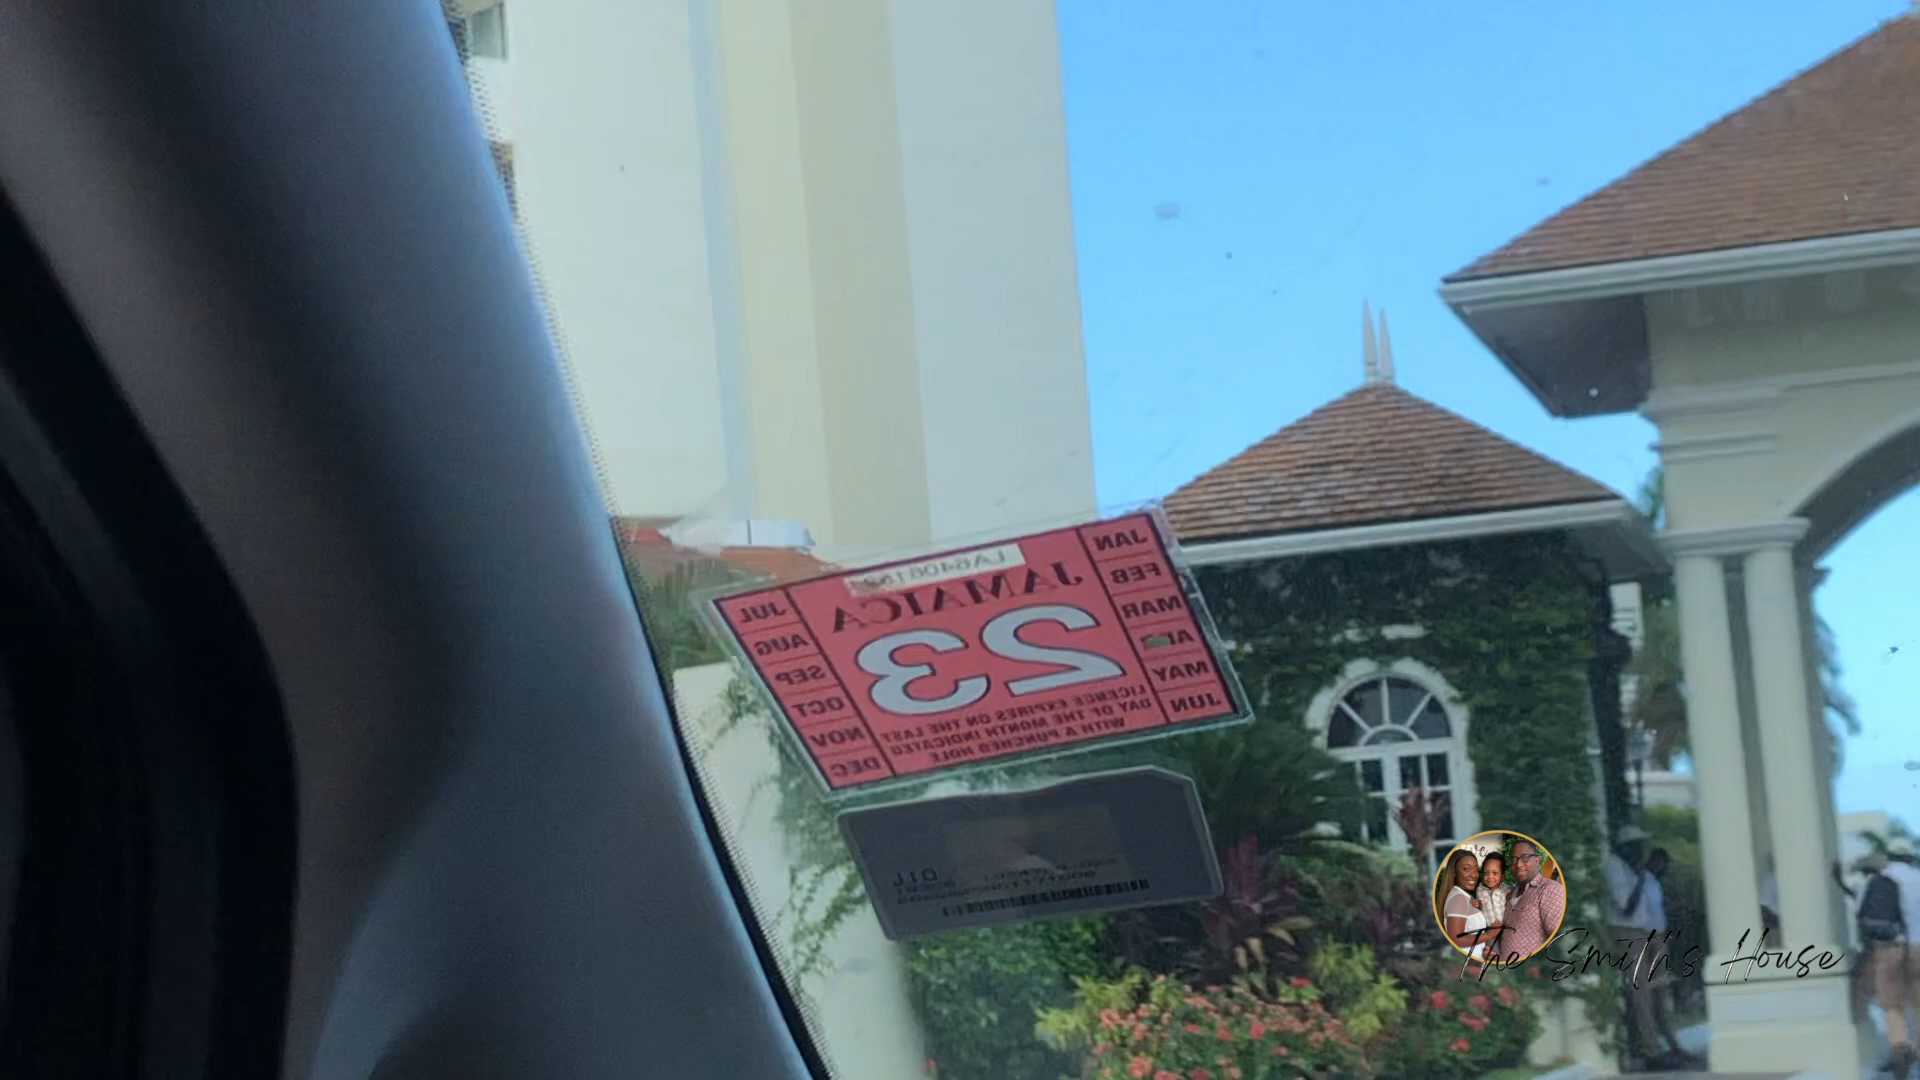 LA6406152
JAMAICA
23
JAN
FEB
MAR
MAY
JUN
JUL
AUG
SEP
OCT
NOV
DEC
LICENCE EXPIRES ON THE LAST
DAY OF THE MONTH INDICATED
WITH A PUNCHED HOLE
The Smith's House